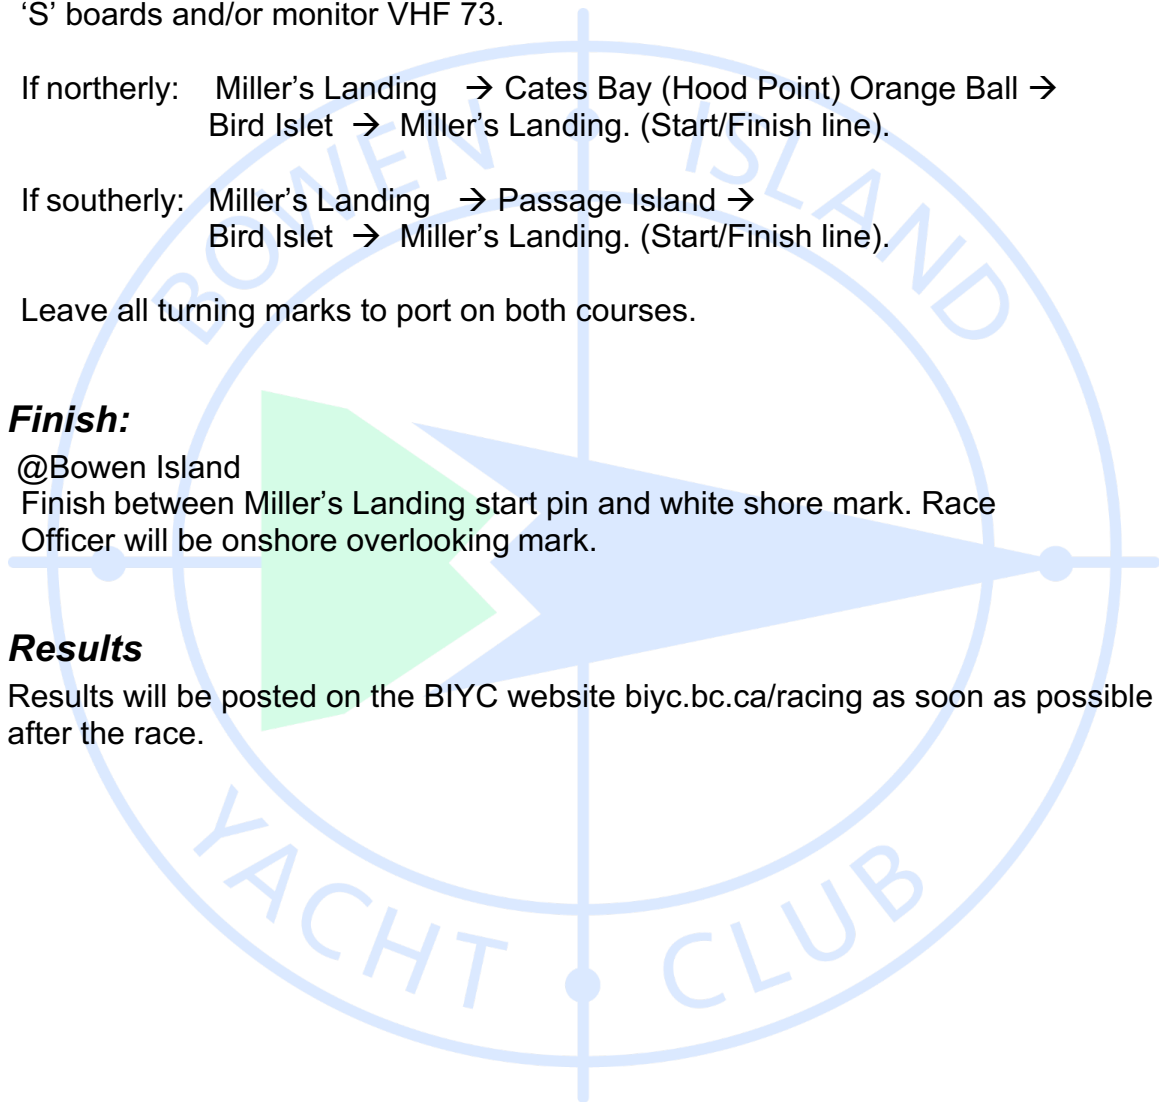 ‘S’ boards and/or monitor VHF 73.
If northerly: Miller’s Landing → Cates Bay (Hood Point) Orange Ball →
Bird Islet → Miller’s Landing. (Start/Finish line).
If southerly: Miller’s Landing → Passage Island →
Bird Islet → Miller’s Landing. (Start/Finish line).
Leave all turning marks to port on both courses.
Finish:
@Bowen Island
Finish between Miller’s Landing start pin and white shore mark. Race
Officer will be onshore overlooking mark.
Results
Results will be posted on the BIYC website biyc.bc.ca/racing as soon as possible
after the race.
BOWEN ISLAND
YACHT CLUB